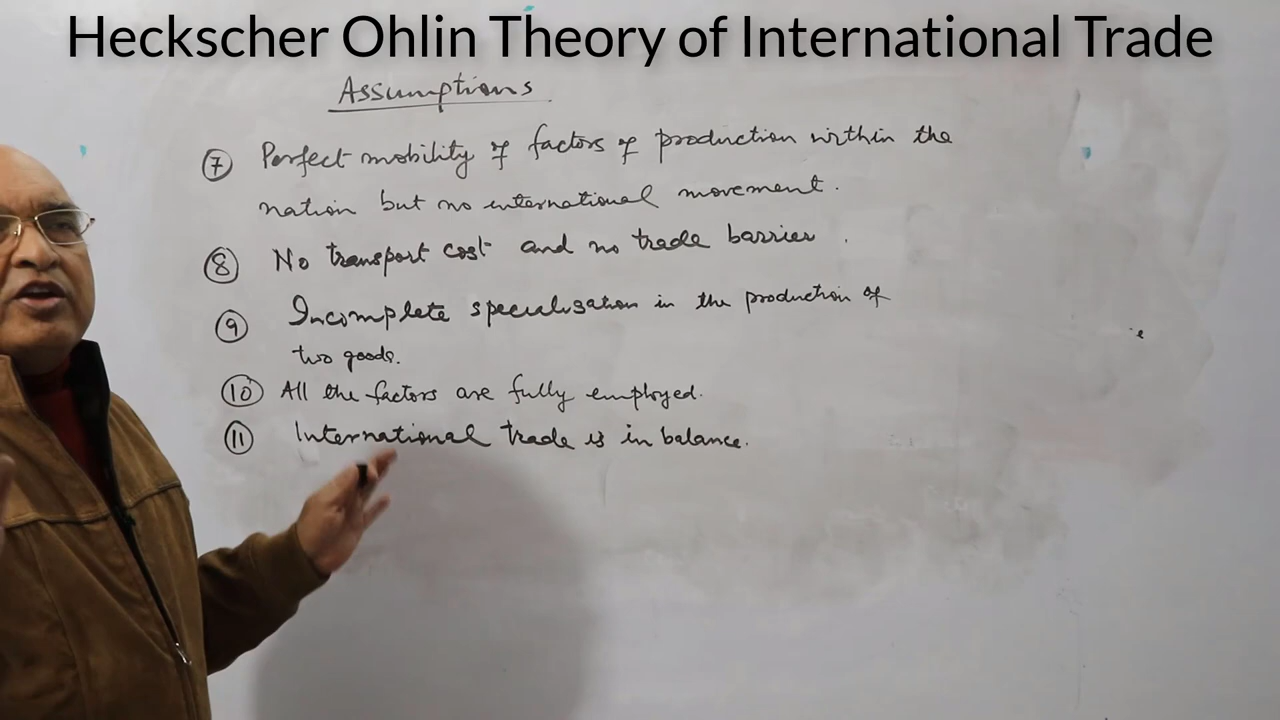 Heckscher Ohlin Theory of International Trade
Assumptions
7 Perfect mobility of factors of production within the
nation but no international movement.
8 No transport cost and no trade barrier.
9 Incomplete specialisation in the production of
two goods.
10 All the factors are fully employed.
11 International trade is in balance.